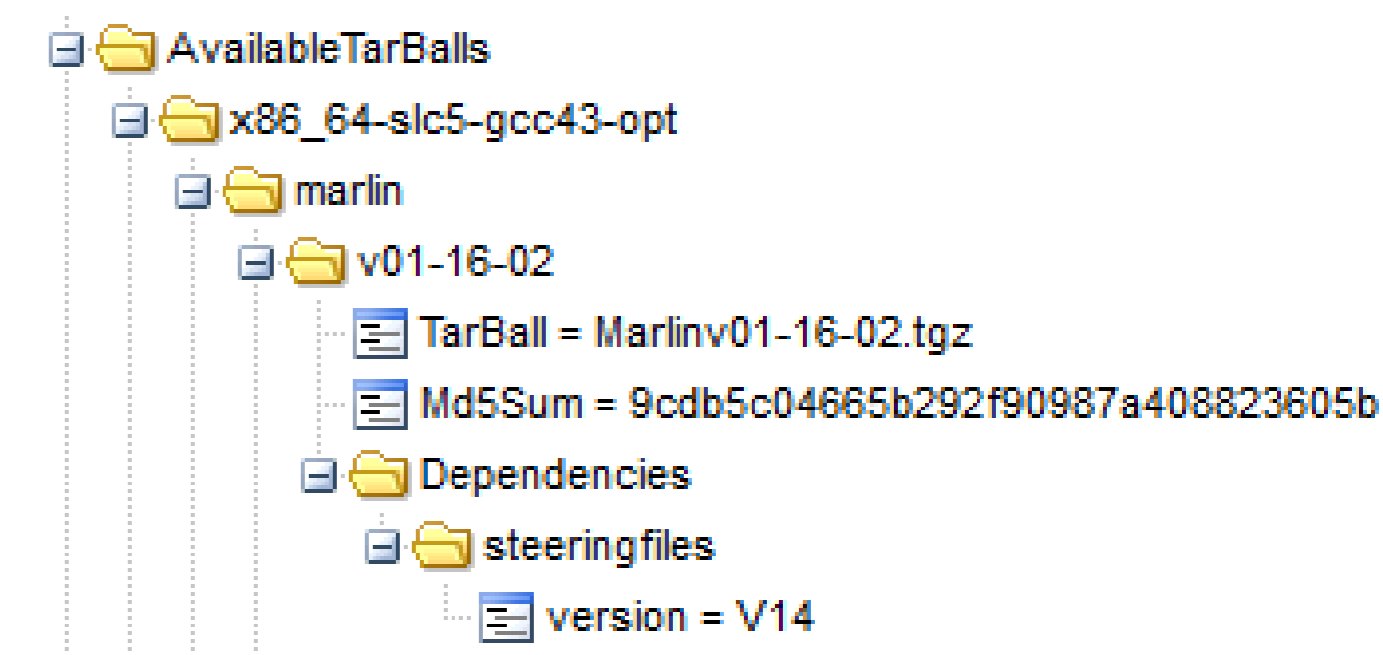 AvailableTarBalls
x86_64-slc5-gcc43-opt
marlin
v01-16-02
TarBall = Marlinv01-16-02.tgz
Md5Sum = 9cdb5c04665b292f90987a408823605b
Dependencies
steeringfiles
version = V14